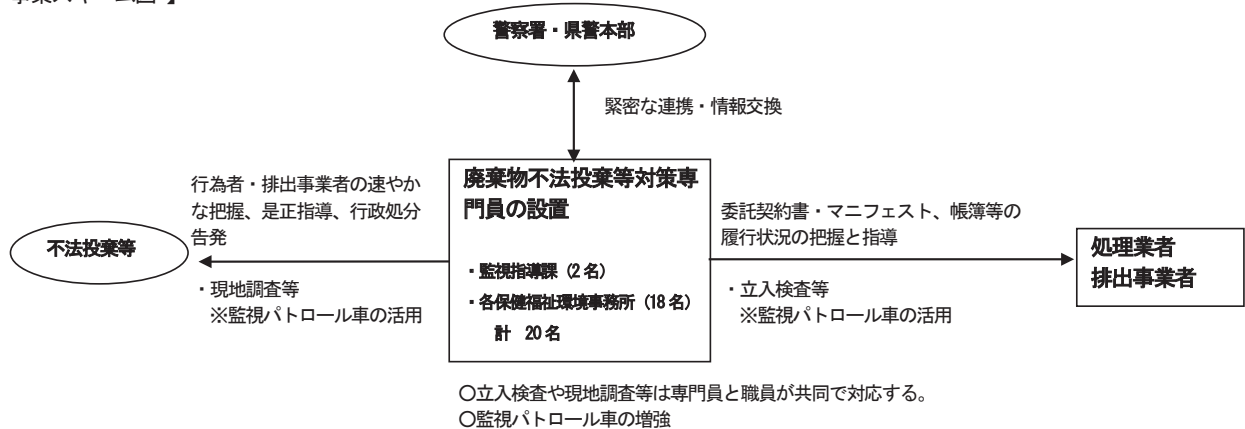 警察署・県警本部
緊密な連携・情報交換
行為者・排出事業者の速やか
な把握、是正指導、行政処分
告発
不法投棄等
・現地調査等
※監視パトロール車の活用
廃棄物不法投棄等対策専
門員の設置
・監視指導課（2名）
・各保健福祉環境事務所（18名）
計 20名
委託契約書・マニフェスト、帳簿等の
履行状況の把握と指導
・立入検査等
※監視パトロール車の活用
処理業者
排出事業者
○立入検査や現地調査等は専門員と職員が共同で対応する。
○監視パトロール車の増強